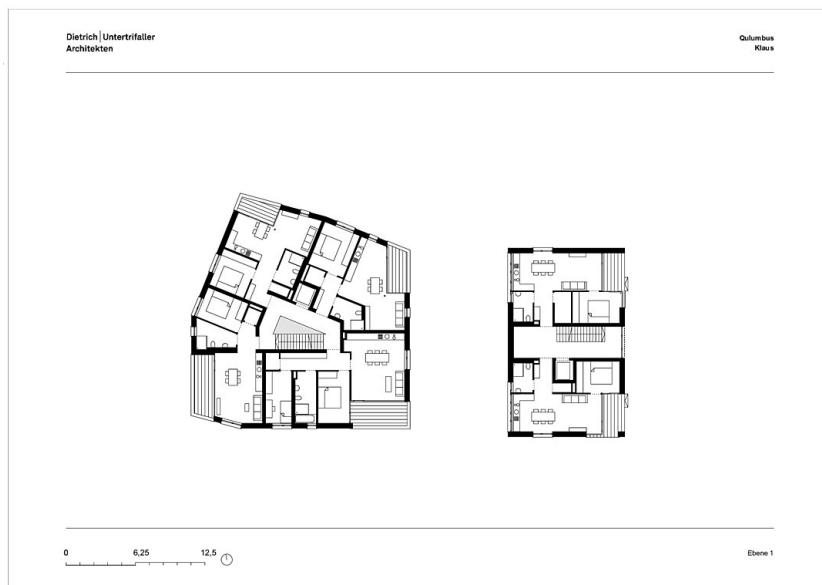 Dietrich|Untertrifaller
Architekten
Qulumbus
Klaus
0 6,25 12,5
Ebene 1